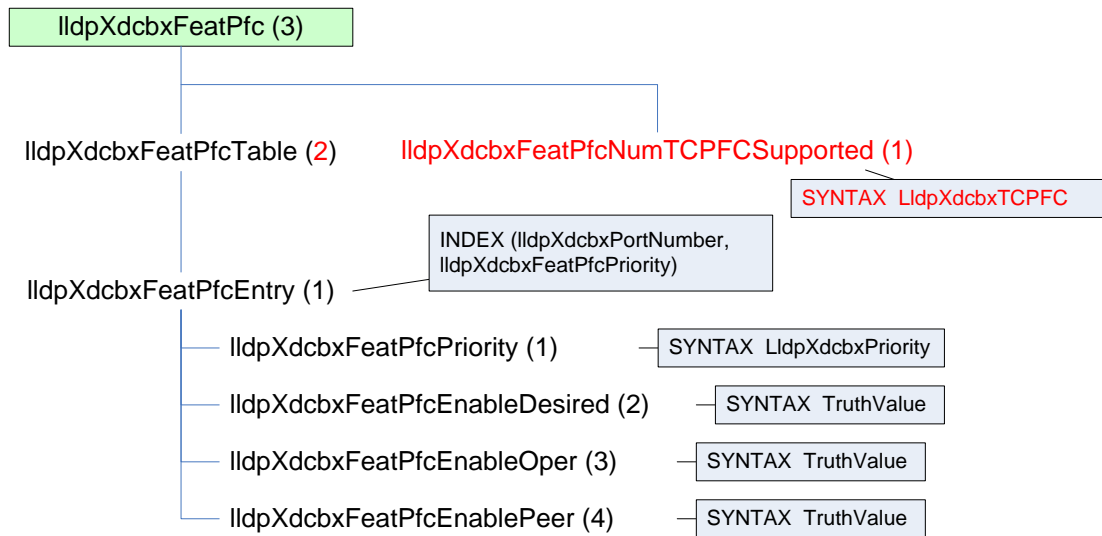 lldpXdcbxFeatPfc (3)
lldpXdcbxFeatPfcTable (2)
lldpXdcbxFeatPfcNumTCPFCSupported (1)
SYNTAX LldpXdcbxTCPFC
INDEX (lldpXdcbxPortNumber,
lldpXdcbxFeatPfcPriority)
lldpXdcbxFeatPfcEntry (1)
lldpXdcbxFeatPfcPriority (1)
SYNTAX LldpXdcbxPriority
lldpXdcbxFeatPfcEnableDesired (2)
SYNTAX TruthValue
lldpXdcbxFeatPfcEnableOper (3)
SYNTAX TruthValue
lldpXdcbxFeatPfcEnablePeer (4)
SYNTAX TruthValue